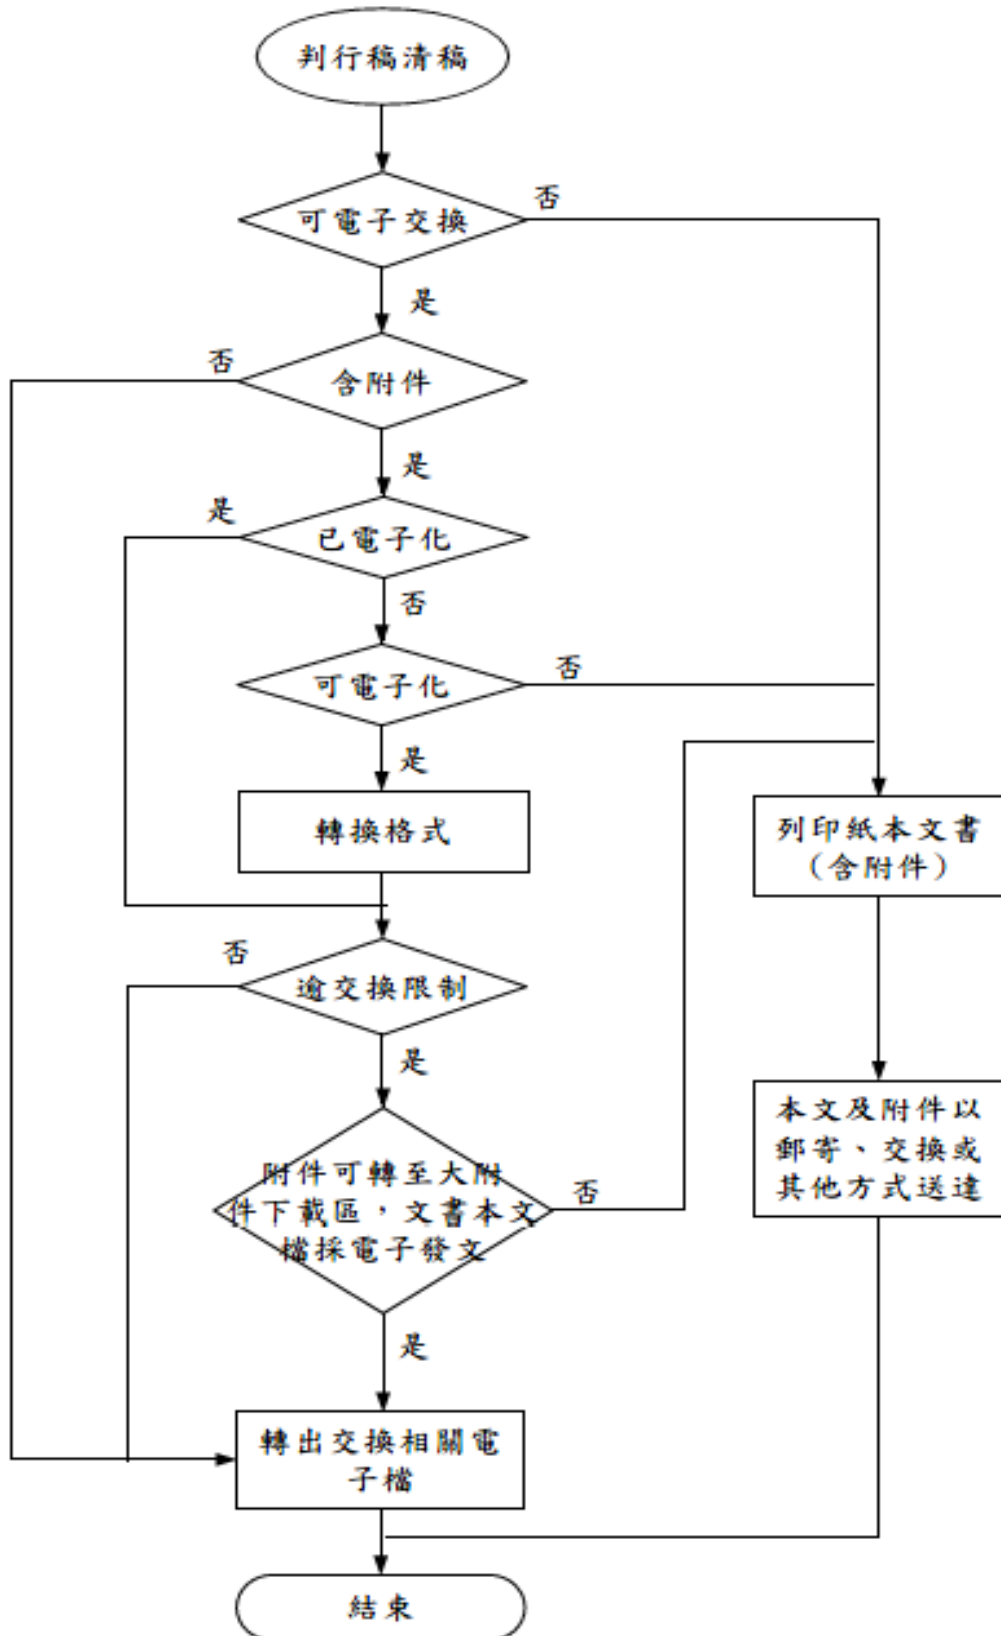 判行稿清稿
可電子交換
否
是
含附件
否
是
已電子化
是
否
可電子化
否
是
轉換格式
列印紙本文書
(含附件)
逾交換限制
否
是
本文及附件以
郵寄、交換或
其他方式送達
附件可轉至大附
件下載區，文書本文
檔採電子發文
否
是
轉出交換相關電
子檔
結束